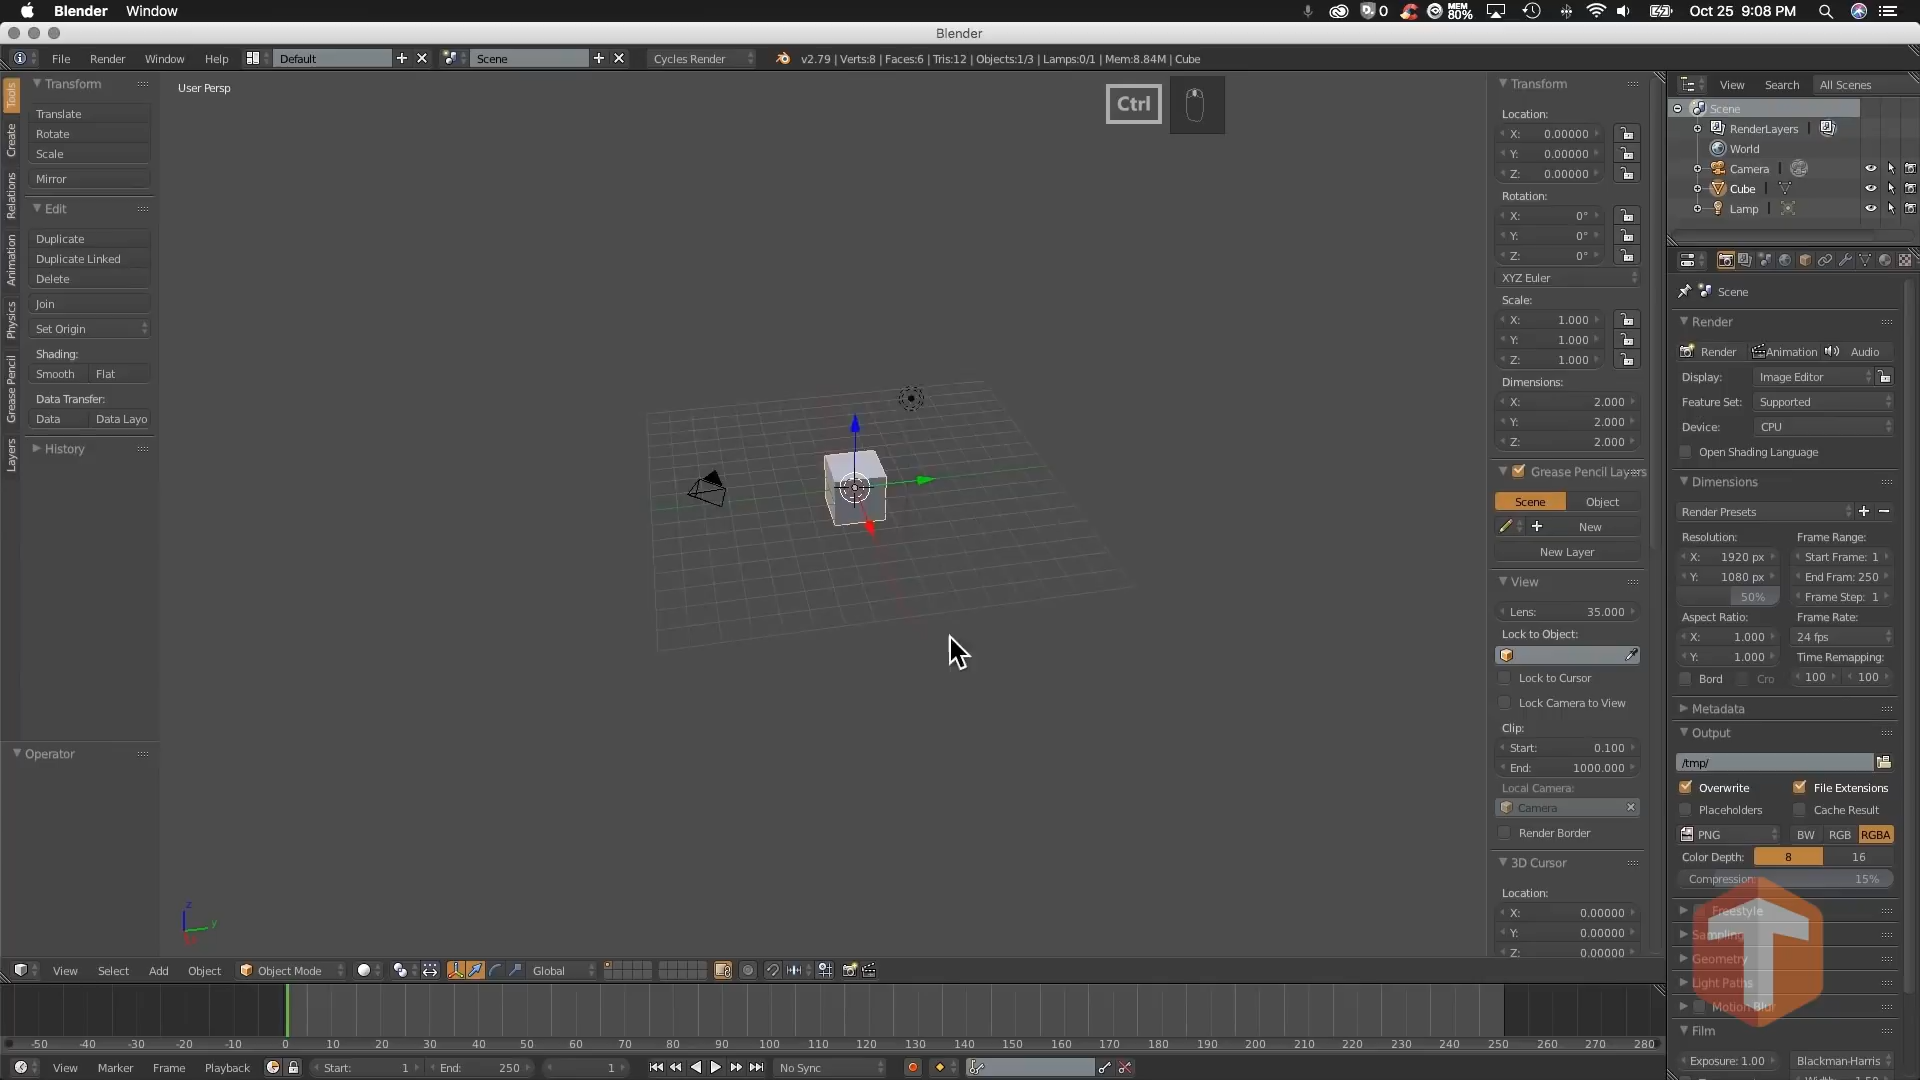 Blender Window 0 MEM 80% Oct 25 9:08 PM
Blender
File Render Window Help Default Scene Cycles Render v2.79 | Verts:8 | Faces:6 | Tris:12 | Objects:1/3 | Lamps:0/1 | Mem:8.84M | Cube
Tools
Create
Relations
Animation
Physics
Grease Pencil
Layers
Transform
Translate
Rotate
Scale
Mirror
Edit
Duplicate
Duplicate Linked
Delete
Join
Set Origin
Shading:
Smooth Flat
Data Transfer:
Data Data Layo
History
Operator
User Persp
Ctrl
z
y
Transform
Location:
X: 0.00000
Y: 0.00000
Z: 0.00000
Rotation:
X: 0°
Y: 0°
Z: 0°
XYZ Euler
Scale:
X: 1.000
Y: 1.000
Z: 1.000
Dimensions:
X: 2.000
Y: 2.000
Z: 2.000
Grease Pencil Layers
Scene Object
New
New Layer
View
Lens: 35.000
Lock to Object:
Lock to Cursor
Lock Camera to View
Clip:
Start: 0.100
End: 1000.000
Local Camera:
Camera
Render Border
3D Cursor
Location:
X: 0.00000
Y: 0.00000
Z: 0.00000
View Search All Scenes
Scene
RenderLayers
World
Camera
Cube
Lamp
Scene
Render
Render Animation Audio
Display: Image Editor
Feature Set: Supported
Device: CPU
Open Shading Language
Dimensions
Render Presets
Resolution: Frame Range:
X: 1920 px Start Frame: 1
Y: 1080 px End Fram: 250
50% Frame Step: 1
Aspect Ratio: Frame Rate:
X: 1.000 24 fps
Y: 1.000 Time Remapping:
Bord Cro 100 100
Metadata
Output
/tmp/
Overwrite File Extensions
Placeholders Cache Result
PNG BW RGB RGBA
Color Depth: 8 16
Compression: 15%
Freestyle
Sampling
Geometry
Light Paths
Motion Blur
Film
Exposure: 1.00 Blackman-Harris
View Select Add Object Object Mode Global
-50 -40 -30 -20 -10 0 10 20 30 40 50 60 70 80 90 100 110 120 130 140 150 160 170 180 190 200 210 220 230 240 250 260 270 280
View Marker Frame Playback Start: 1 End: 250 1 No Sync